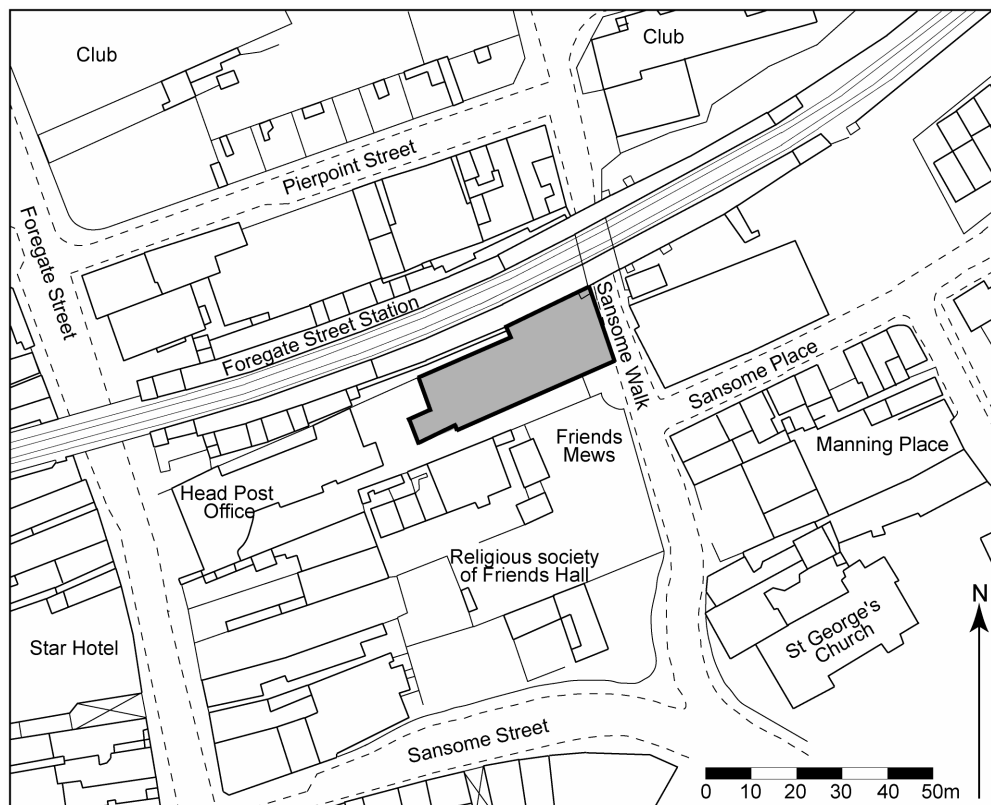 Club
Club
Pierpoint Street
Foregate Street
Foregate Street Station
Sansome Walk
Sansome Place
Friends
Mews
Manning Place
Head Post
Office
Religious society
of Friends Hall
N
Star Hotel
St George's
Church
Sansome Street
0 10 20 30 40 50m